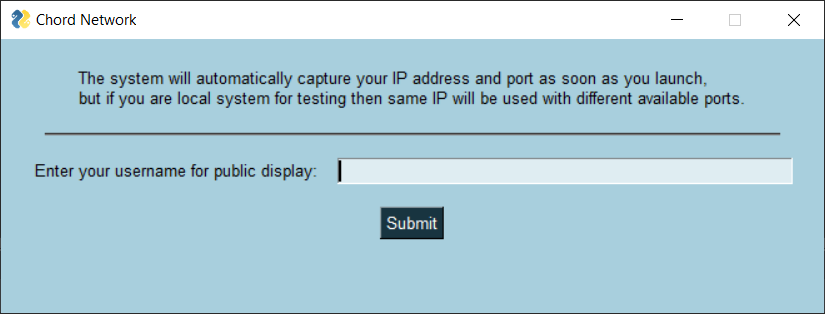 Chord Network
The system will automatically capture your IP address and port as soon as you launch,
but if you are local system for testing then same IP will be used with different available ports.
Enter your username for public display:
Submit